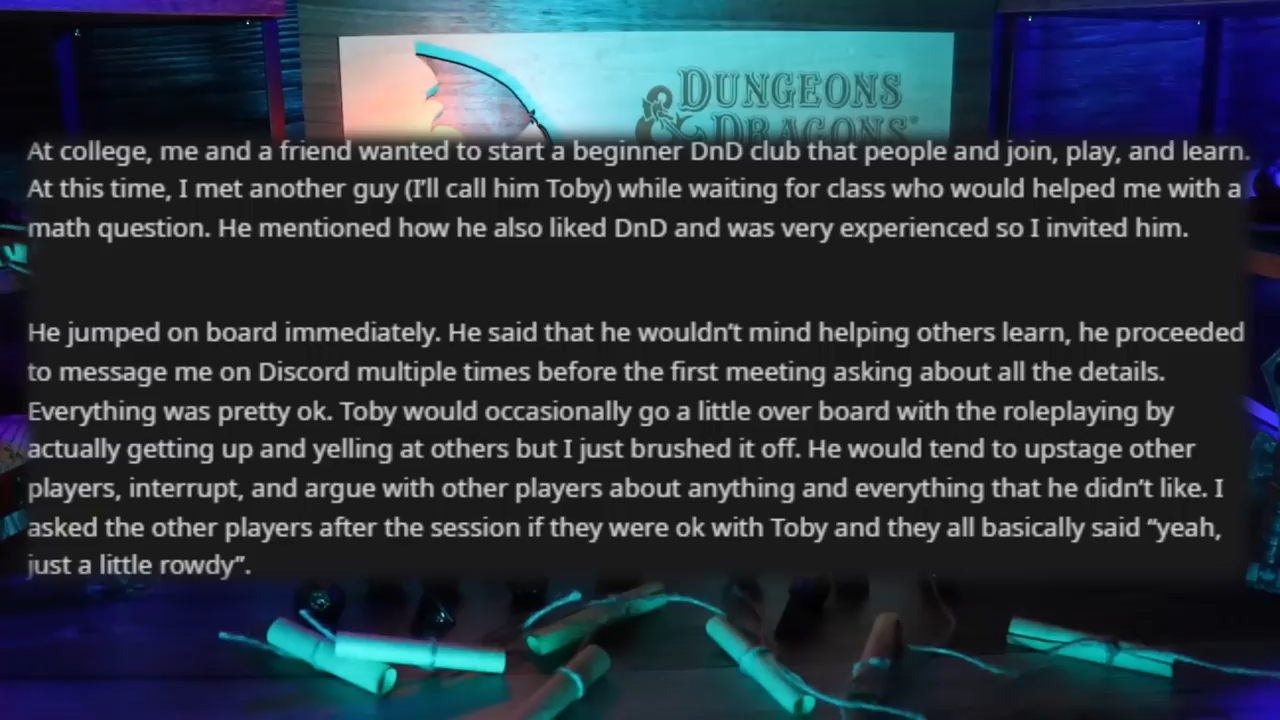 DUNGEONS
& DRAGONS
At college, me and a friend wanted to start a beginner DnD club that people and join, play, and learn.
At this time, I met another guy (I'll call him Toby) while waiting for class who would helped me with a
math question. He mentioned how he also liked DnD and was very experienced so I invited him.
He jumped on board immediately. He said that he wouldn't mind helping others learn, he proceeded
to message me on Discord multiple times before the first meeting asking about all the details.
Everything was pretty ok. Toby would occasionally go a little over board with the roleplaying by
actually getting up and yelling at others but I just brushed it off. He would tend to upstage other
players, interrupt, and argue with other players about anything and everything that he didn't like. I
asked the other players after the session if they were ok with Toby and they all basically said “yeah,
just a little rowdy”.